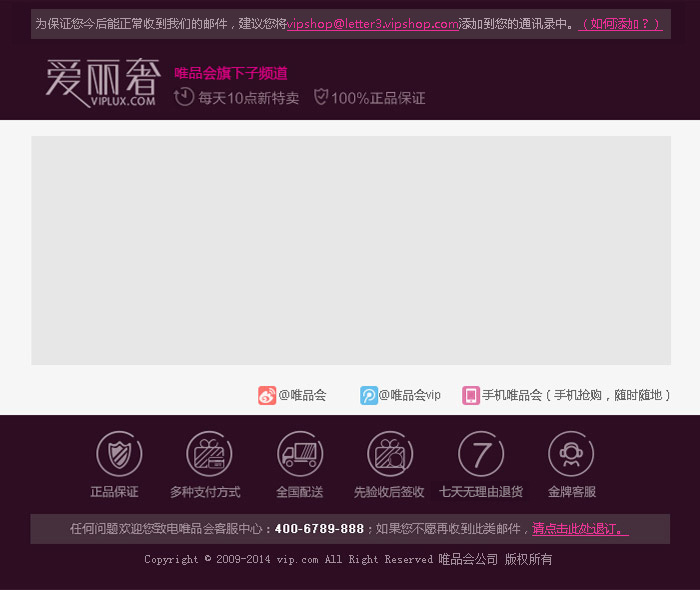 为保证您今后能正常收到我们的邮件，建议您将vipshop@letter3.vipshop.com添加到您的通讯录中。（如何添加？）
爱丽奢
VIPLUX.COM
唯品会旗下子频道
每天10点新特卖 100%正品保证
@唯品会 @唯品会vip 手机唯品会（手机抢购，随时随地）
7
正品保证 多种支付方式 全国配送 先验收后签收 七天无理由退货 金牌客服
任何问题欢迎您致电唯品会客服中心：400-6789-888；如果您不愿再收到此类邮件，请点击此处退订。
Copyright © 2009-2014 vip.com All Right Reserved 唯品会公司 版权所有